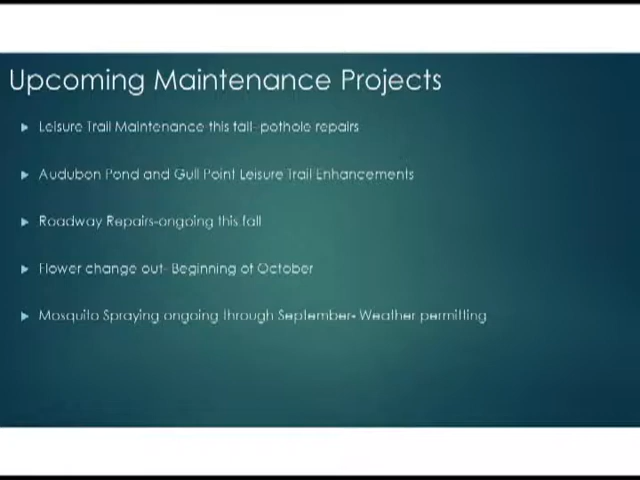 Upcoming Maintenance Projects
Leisure Trail Maintenance this fall- pothole repairs
Audubon Pond and Gull Point Leisure Trail Enhancements
Roadway Repairs-ongoing this fall
Flower change out- Beginning of October
Mosquito Spraying ongoing through September- Weather permitting